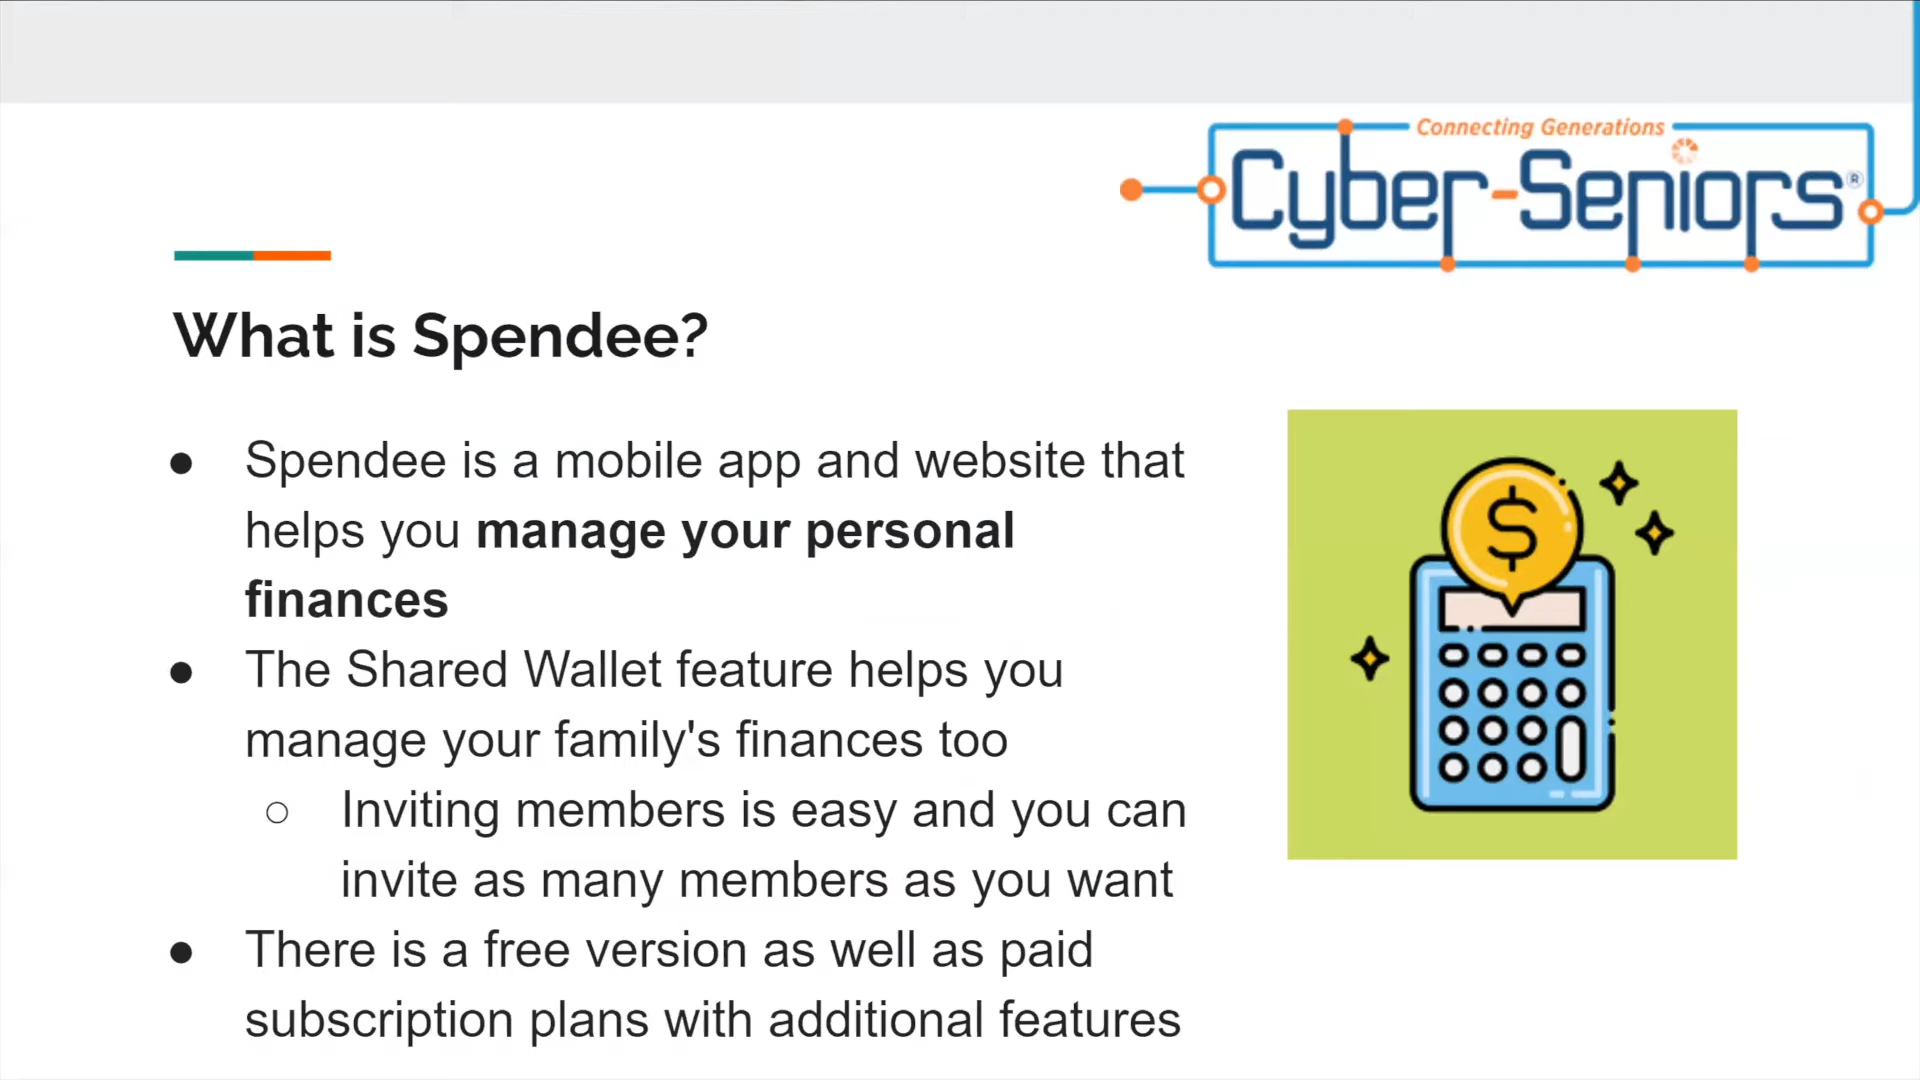 Connecting Generations
Cyber-Seniors®
What is Spendee?
● Spendee is a mobile app and website that
helps you manage your personal
finances
● The Shared Wallet feature helps you
manage your family's finances too
○ Inviting members is easy and you can
invite as many members as you want
● There is a free version as well as paid
subscription plans with additional features
$